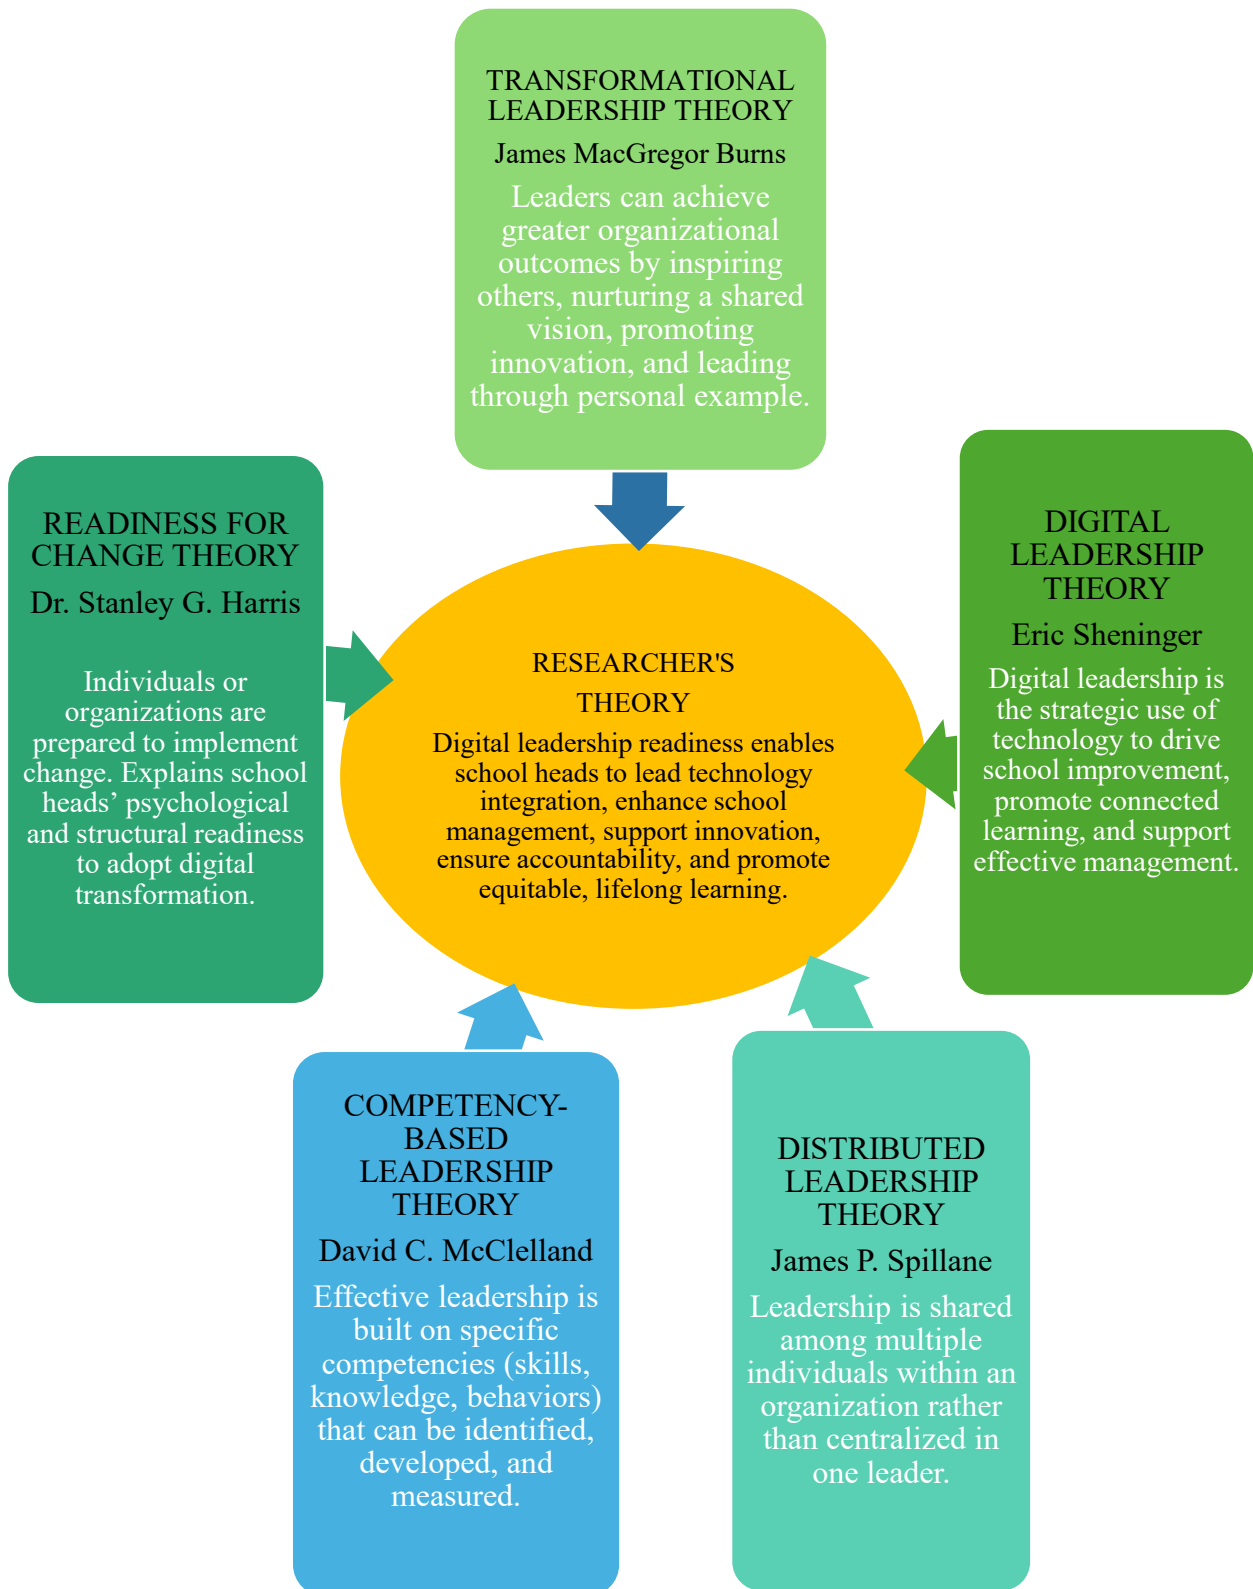 TRANSFORMATIONAL
LEADERSHIP THEORY
James MacGregor Burns
Leaders can achieve
greater organizational
outcomes by inspiring
others, nurturing a shared
vision, promoting
innovation, and leading
through personal example.
READINESS FOR
CHANGE THEORY
Dr. Stanley G. Harris
Individuals or
organizations are
prepared to implement
change. Explains school
heads’ psychological
and structural readiness
to adopt digital
transformation.
RESEARCHER'S
THEORY
Digital leadership readiness enables
school heads to lead technology
integration, enhance school
management, support innovation,
ensure accountability, and promote
equitable, lifelong learning.
DIGITAL
LEADERSHIP
THEORY
Eric Sheninger
Digital leadership is
the strategic use of
technology to drive
school improvement,
promote connected
learning, and support
effective management.
COMPETENCY-
BASED
LEADERSHIP
THEORY
David C. McClelland
Effective leadership is
built on specific
competencies (skills,
knowledge, behaviors)
that can be identified,
developed, and
measured.
DISTRIBUTED
LEADERSHIP
THEORY
James P. Spillane
Leadership is shared
among multiple
individuals within an
organization rather
than centralized in
one leader.